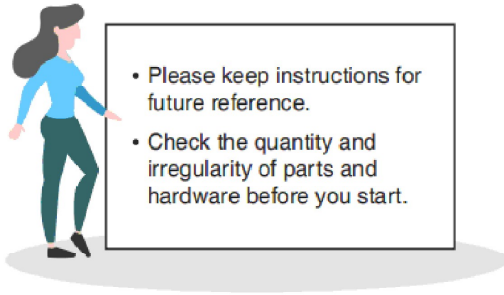 • Please keep instructions for
future reference.
• Check the quantity and
irregularity of parts and
hardware before you start.